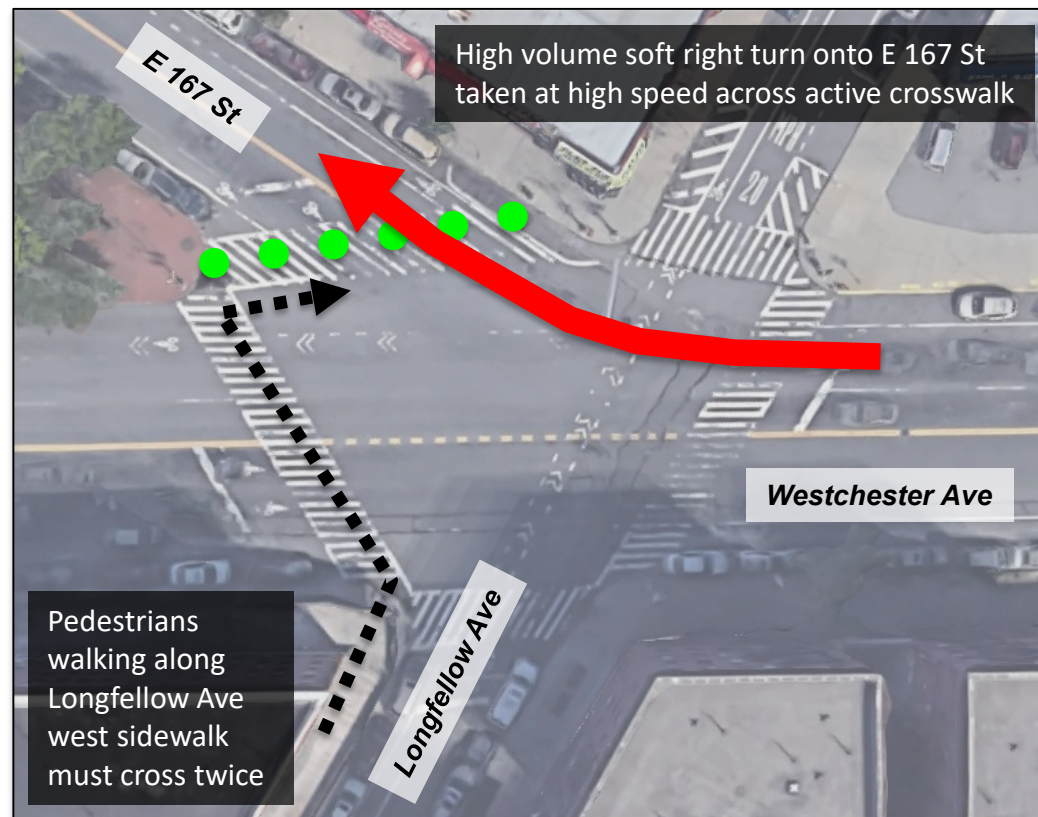 High volume soft right turn onto E 167 St
taken at high speed across active crosswalk
E 167 St
20
Westchester Ave
Longfellow Ave
Pedestrians
walking along
Longfellow Ave
west sidewalk
must cross twice